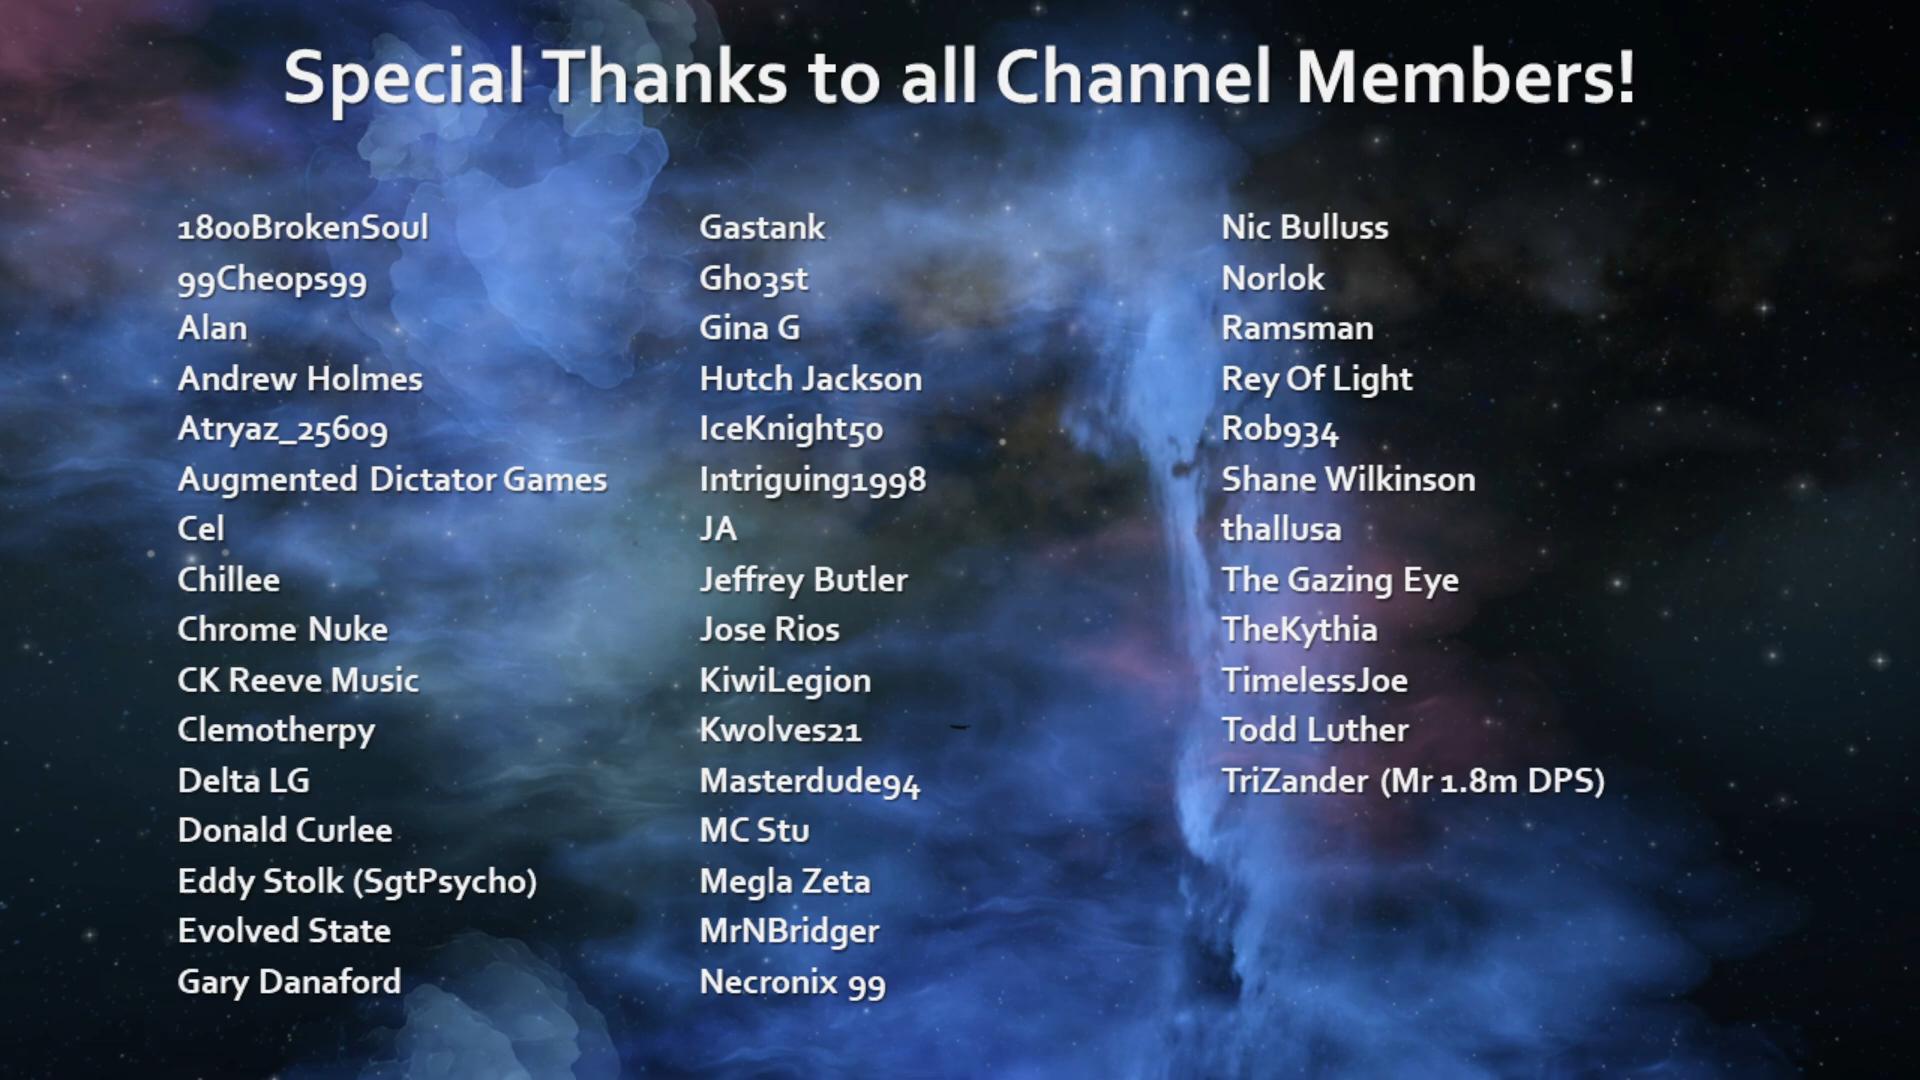 Special Thanks to all Channel Members!
1800BrokenSoul
99Cheops99
Alan
Andrew Holmes
Atryaz_25609
Augmented Dictator Games
Cel
Chillee
Chrome Nuke
CK Reeve Music
Clemotherpy
Delta LG
Donald Curlee
Eddy Stolk (SgtPsycho)
Evolved State
Gary Danaford
Gastank
Gho3st
Gina G
Hutch Jackson
IceKnight50
Intriguing1998
JA
Jeffrey Butler
Jose Rios
KiwiLegion
Kwolves21
Masterdude94
MC Stu
Megla Zeta
MrNBridger
Necronix 99
Nic Bulluss
Norlok
Ramsman
Rey Of Light
Rob934
Shane Wilkinson
thallusa
The Gazing Eye
TheKythia
TimelessJoe
Todd Luther
TriZander (Mr 1.8m DPS)